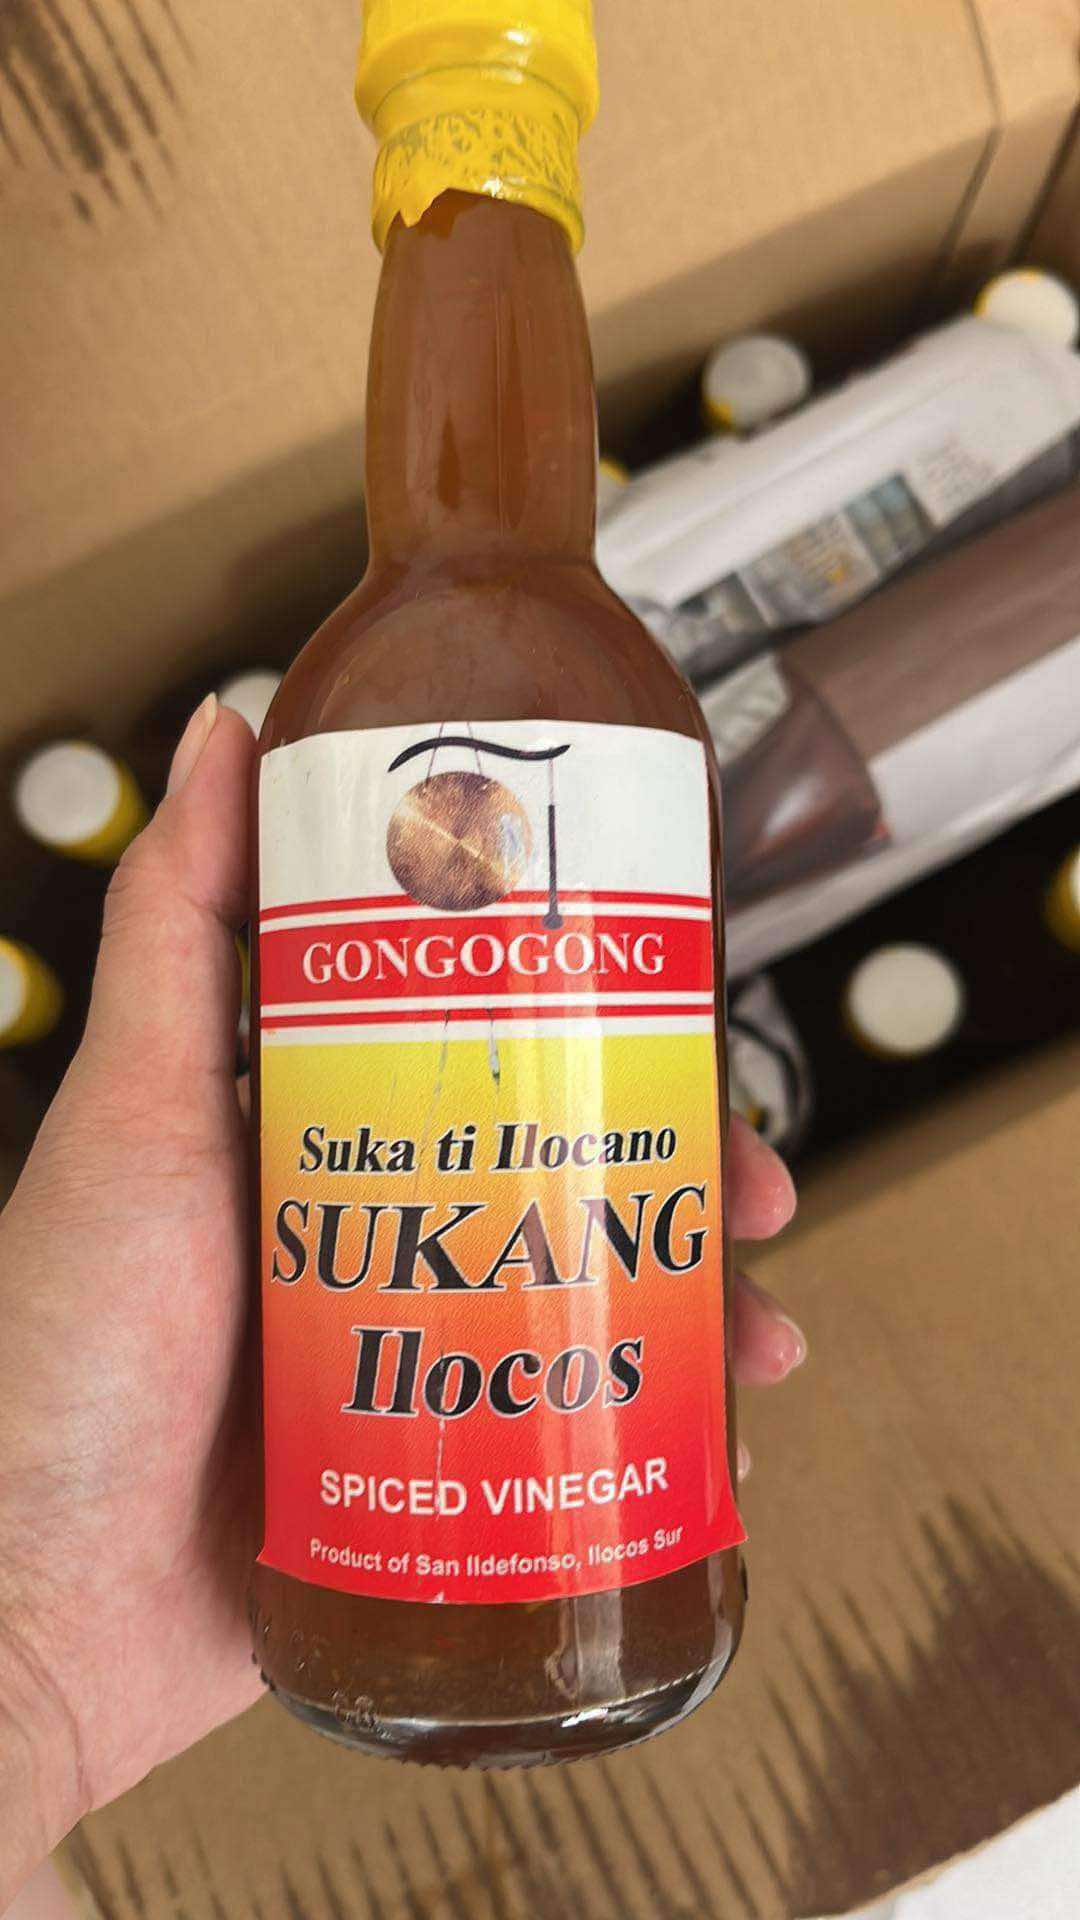 GONGOGONG
Suka ti Ilocano
SUKANG
Ilocos
SPICED VINEGAR
Product of San Ildefonso, Ilocos Sur